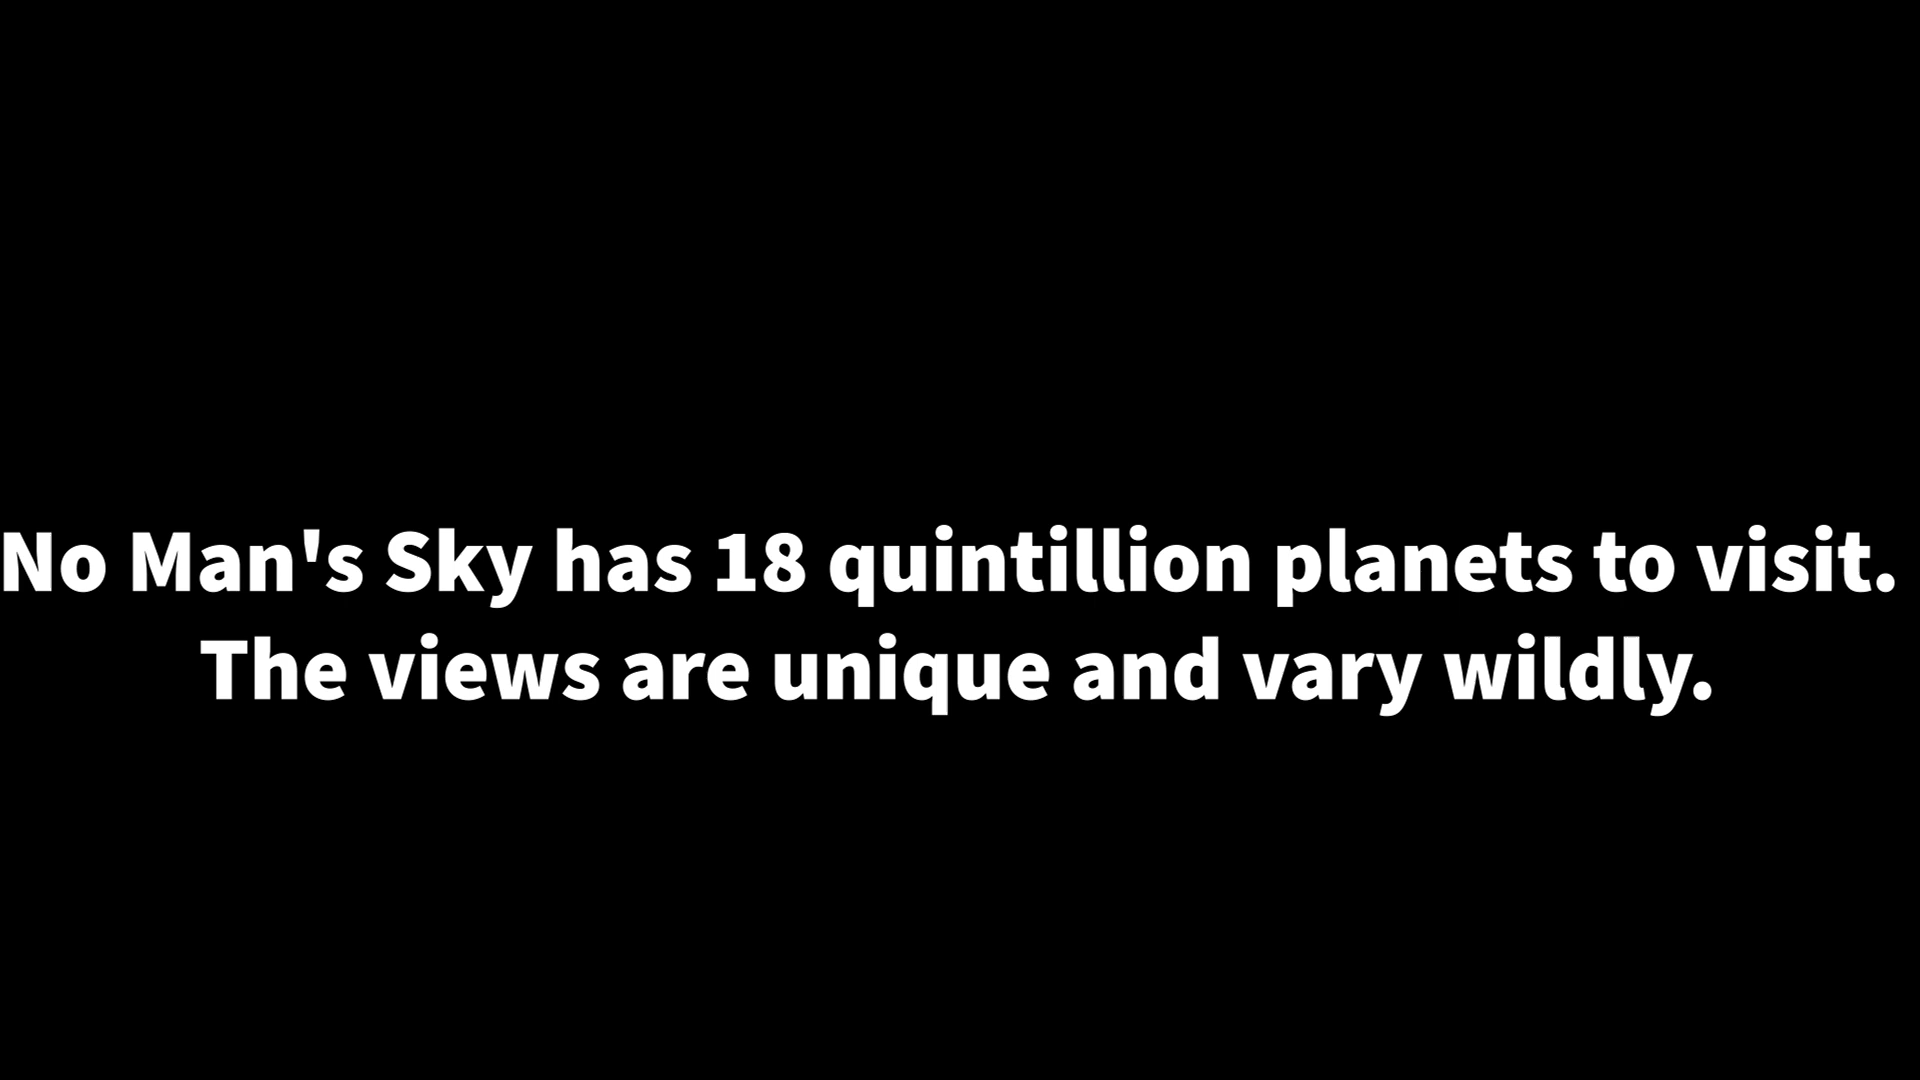 No Man's Sky has 18 quintillion planets to visit.
The views are unique and vary wildly.